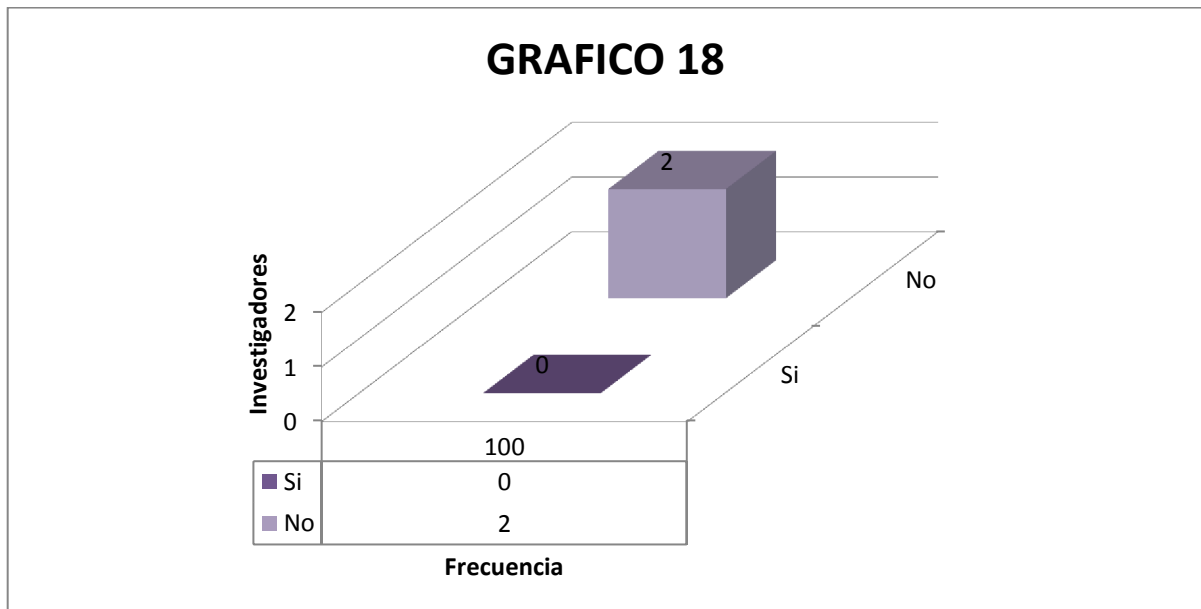 GRAFICO 18
2
No
Investigadores
2
1
0
0
Si
100
Si 0
No 2
Frecuencia